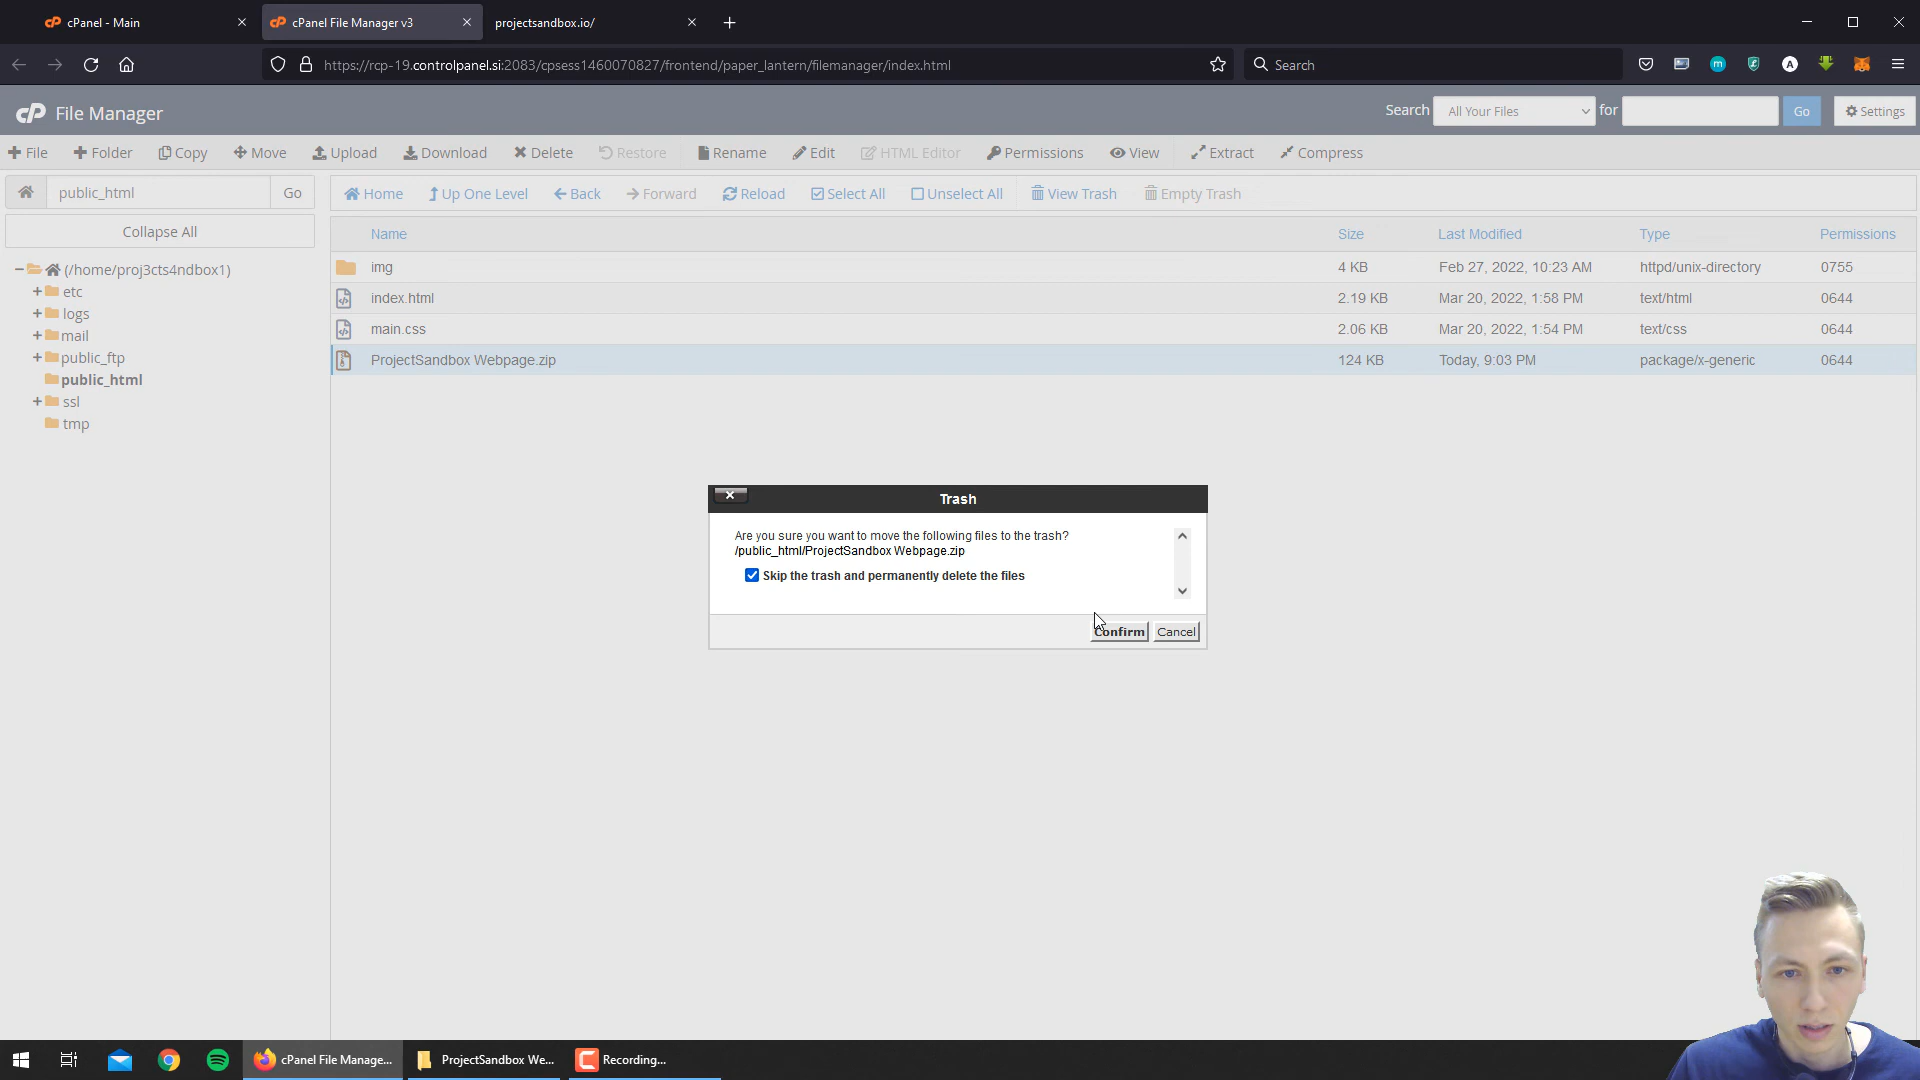 cPanel - Main
cPanel File Manager v3
projectsandbox.io/
https://rcp-19.controlpanel.si:2083/cpsess1460070827/frontend/paper_lantern/filemanager/index.html
Search
cP File Manager
Search All Your Files for Go Settings
File Folder Copy Move Upload Download Delete Restore Rename Edit HTML Editor Permissions View Extract Compress
public_html Go
Home Up One Level Back Forward Reload Select All Unselect All View Trash Empty Trash
Collapse All
Name Size Last Modified Type Permissions
img 4 KB Feb 27, 2022, 10:23 AM httpd/unix-directory 0755
index.html 2.19 KB Mar 20, 2022, 1:58 PM text/html 0644
main.css 2.06 KB Mar 20, 2022, 1:54 PM text/css 0644
ProjectSandbox Webpage.zip 124 KB Today, 9:03 PM package/x-generic 0644
(/home/proj3cts4ndbox1)
etc
logs
mail
public_ftp
public_html
ssl
tmp
Trash
Are you sure you want to move the following files to the trash?
/public_html/ProjectSandbox Webpage.zip
Skip the trash and permanently delete the files
Confirm Cancel
cPanel File Manage...
ProjectSandbox We...
Recording...